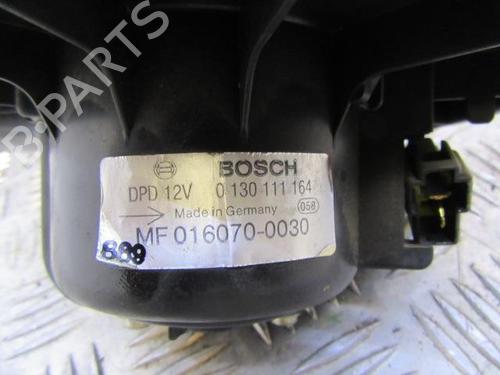 B-PARTS
BOSCH
DPD 12V 0 130 111 164
Made in Germany 058
MF 016070-0030
889